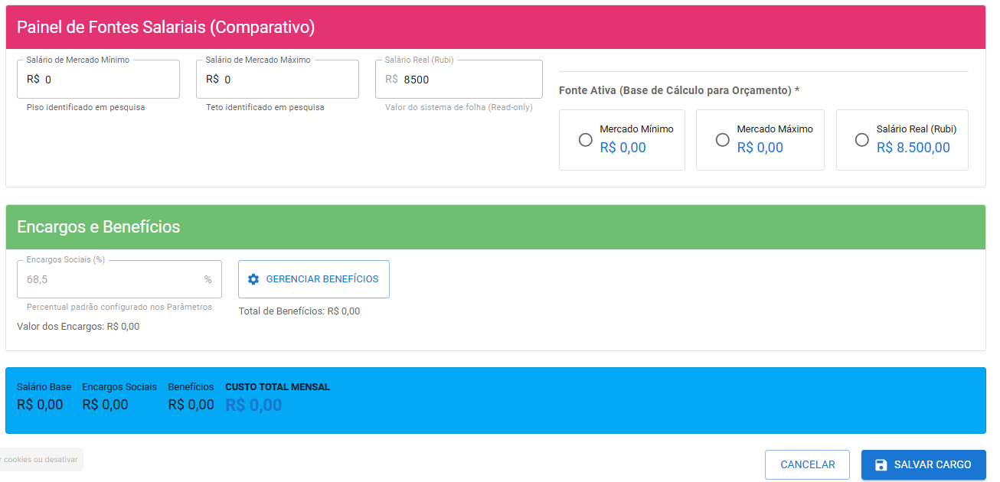 Painel de Fontes Salariais (Comparativo)
Salário de Mercado Mínimo
R$ 0
Piso identificado em pesquisa
Salário de Mercado Máximo
R$ 0
Teto identificado em pesquisa
Salário Real (Rubi)
R$ 8500
Valor do sistema de folha (Read-only)
Fonte Ativa (Base de Cálculo para Orçamento) *
Mercado Mínimo
R$ 0,00
Mercado Máximo
R$ 0,00
Salário Real (Rubi)
R$ 8.500,00
Encargos e Benefícios
Encargos Sociais (%)
68,5 %
Percentual padrão configurado nos Parâmetros
Valor dos Encargos: R$ 0,00
GERENCIAR BENEFÍCIOS
Total de Benefícios: R$ 0,00
Salário Base
R$ 0,00
Encargos Sociais
R$ 0,00
Benefícios
R$ 0,00
CUSTO TOTAL MENSAL
R$ 0,00
r cookies ou desativar
CANCELAR
SALVAR CARGO